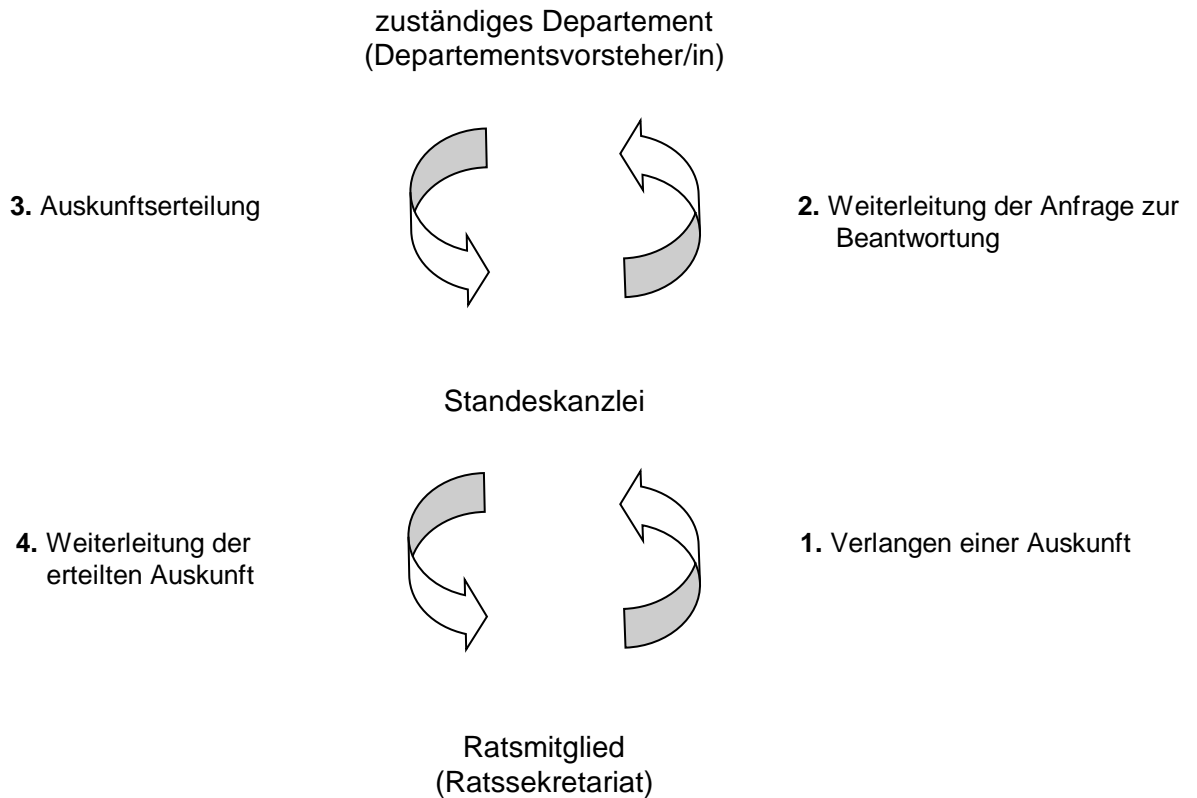 zuständiges Departement
(Departementsvorsteher/in)
3. Auskunftserteilung
2. Weiterleitung der Anfrage zur
Beantwortung
Standeskanzlei
4. Weiterleitung der
erteilten Auskunft
1. Verlangen einer Auskunft
Ratsmitglied
(Ratssekretariat)